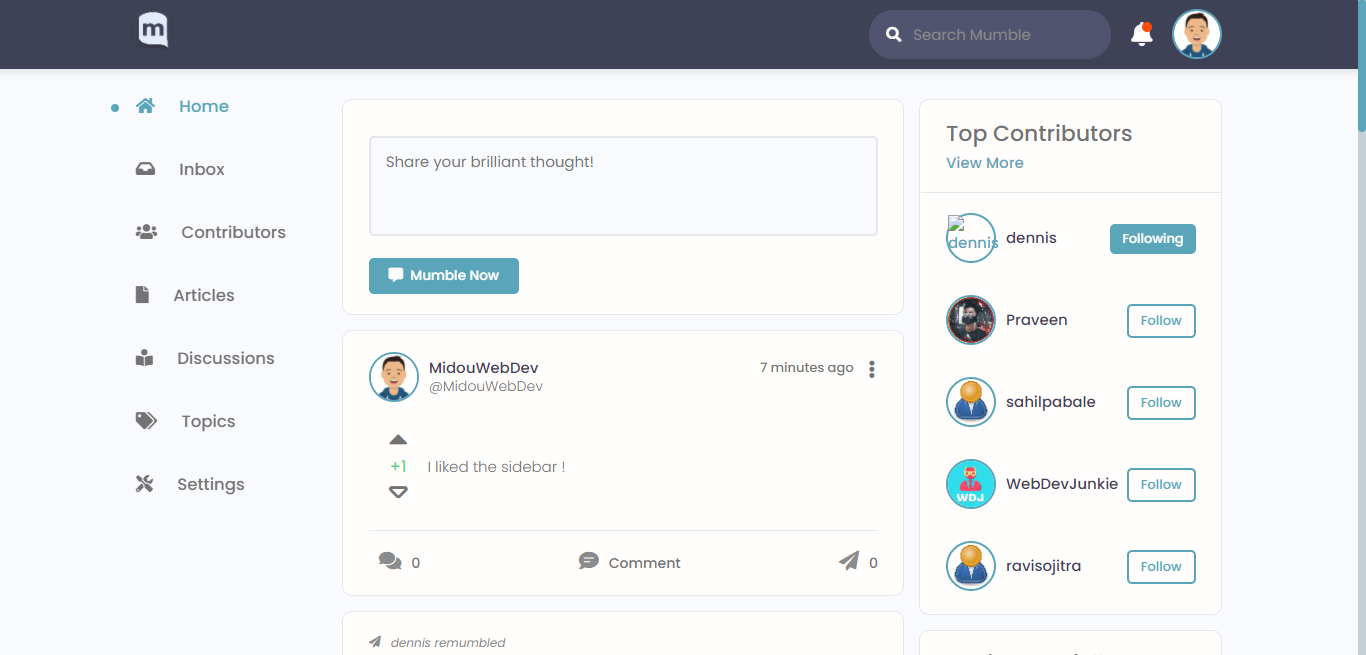 m
Search Mumble
Home
Inbox
Contributors
Articles
Discussions
Topics
Settings
Share your brilliant thought!
Mumble Now
MidouWebDev
@MidouWebDev
7 minutes ago
+1
I liked the sidebar !
0
Comment
0
dennis remumbled
Top Contributors
View More
dennis
dennis
Following
Praveen
Follow
sahilpabale
Follow
WDJ
WebDevJunkie
Follow
ravisojitra
Follow